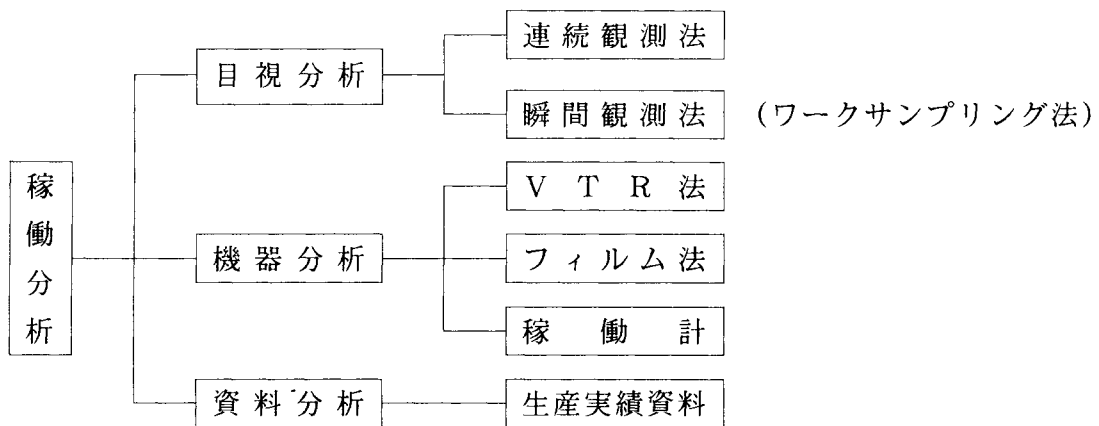 稼働分析
目視分析
連続観測法
瞬間観測法 (ワークサンプリング法)
機器分析
VTR法
フィルム法
稼働計
資料分析
生産実績資料